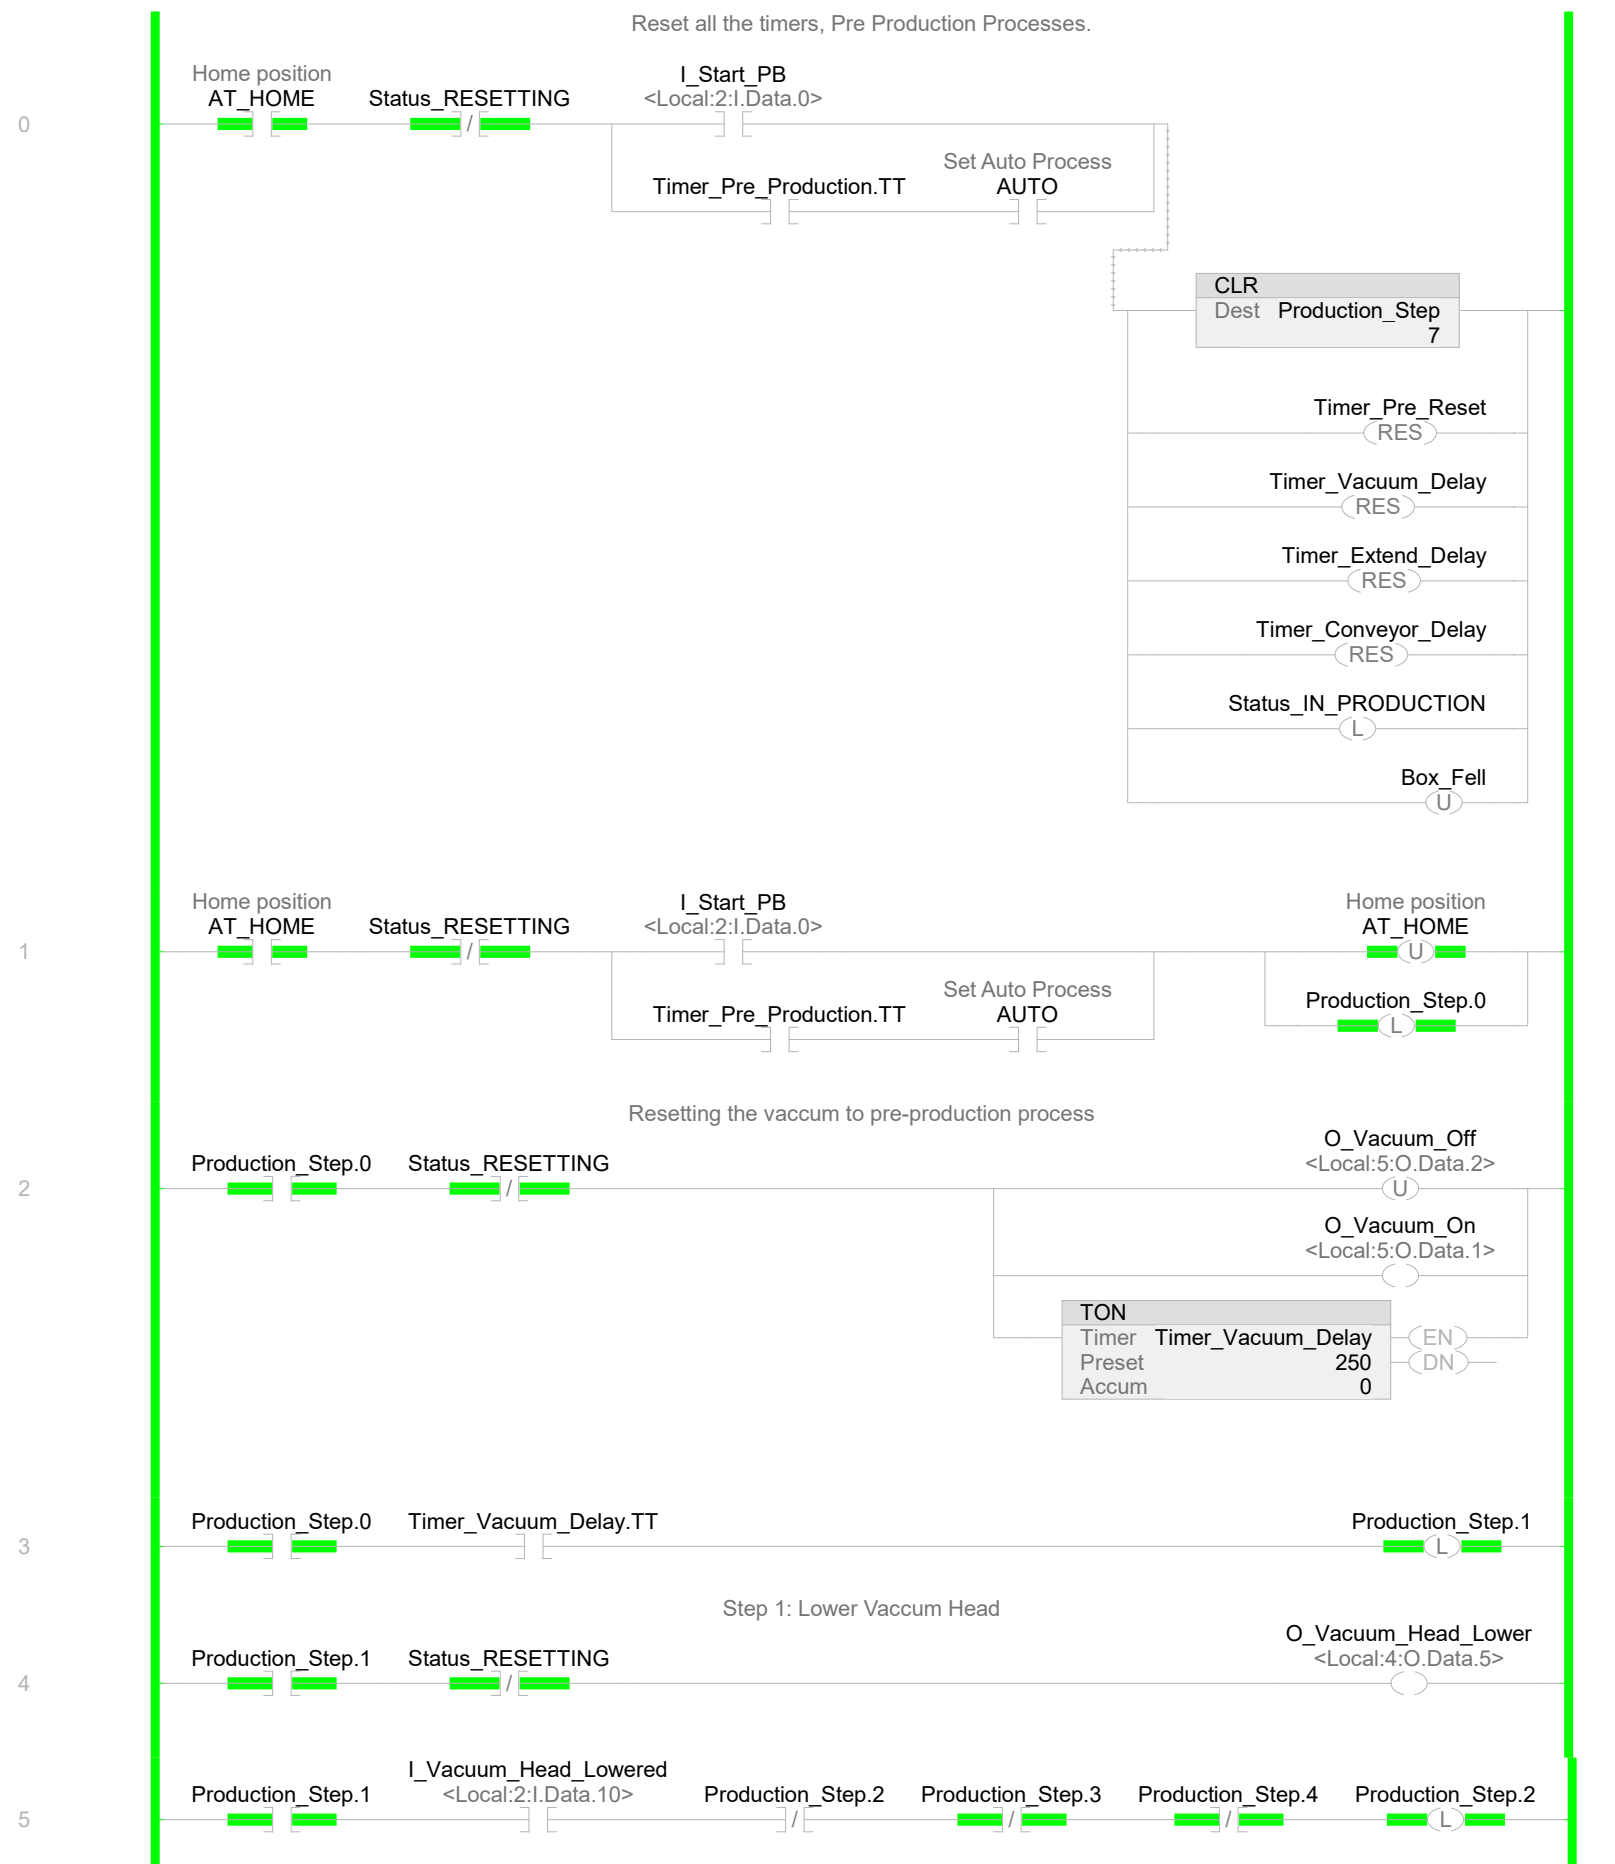 Reset all the timers, Pre Production Processes.
Home position
AT_HOME
Status_RESETTING
I_Start_PB
<Local:2:I.Data.0>
0
/
Timer_Pre_Production.TT
Set Auto Process
AUTO
CLR
Dest Production_Step
7
Timer_Pre_Reset
RES
Timer_Vacuum_Delay
RES
Timer_Extend_Delay
RES
Timer_Conveyor_Delay
RES
Status_IN_PRODUCTION
L
Box_Fell
U
Home position
AT_HOME
Status_RESETTING
I_Start_PB
<Local:2:I.Data.0>
Home position
AT_HOME
1
/
U
Timer_Pre_Production.TT
Set Auto Process
AUTO
Production_Step.0
L
Resetting the vaccum to pre-production process
Production_Step.0
Status_RESETTING
O_Vacuum_Off
<Local:5:O.Data.2>
2
/
U
O_Vacuum_On
<Local:5:O.Data.1>
TON
Timer Timer_Vacuum_Delay
EN
Preset 250
DN
Accum 0
Production_Step.0
Timer_Vacuum_Delay.TT
Production_Step.1
3
L
Step 1: Lower Vaccum Head
Production_Step.1
Status_RESETTING
O_Vacuum_Head_Lower
<Local:4:O.Data.5>
4
/
Production_Step.1
I_Vacuum_Head_Lowered
<Local:2:I.Data.10>
Production_Step.2
Production_Step.3
Production_Step.4
Production_Step.2
5
/
/
/
L